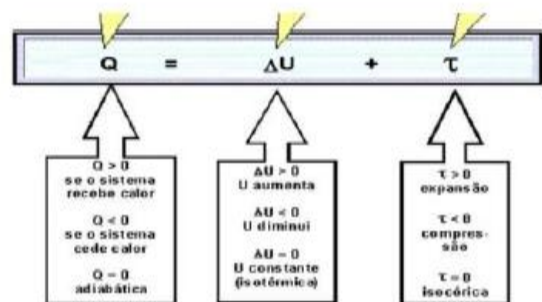 Q = ΔU + τ
Q > 0
se o sistema
recebe calor
Q < 0
se o sistema
cede calor
Q = 0
adiabática
ΔU > 0
U aumenta
ΔU < 0
U diminui
ΔU = 0
U constante
(isotérmica)
τ > 0
expansão
τ < 0
compres-
são
τ = 0
isocórica